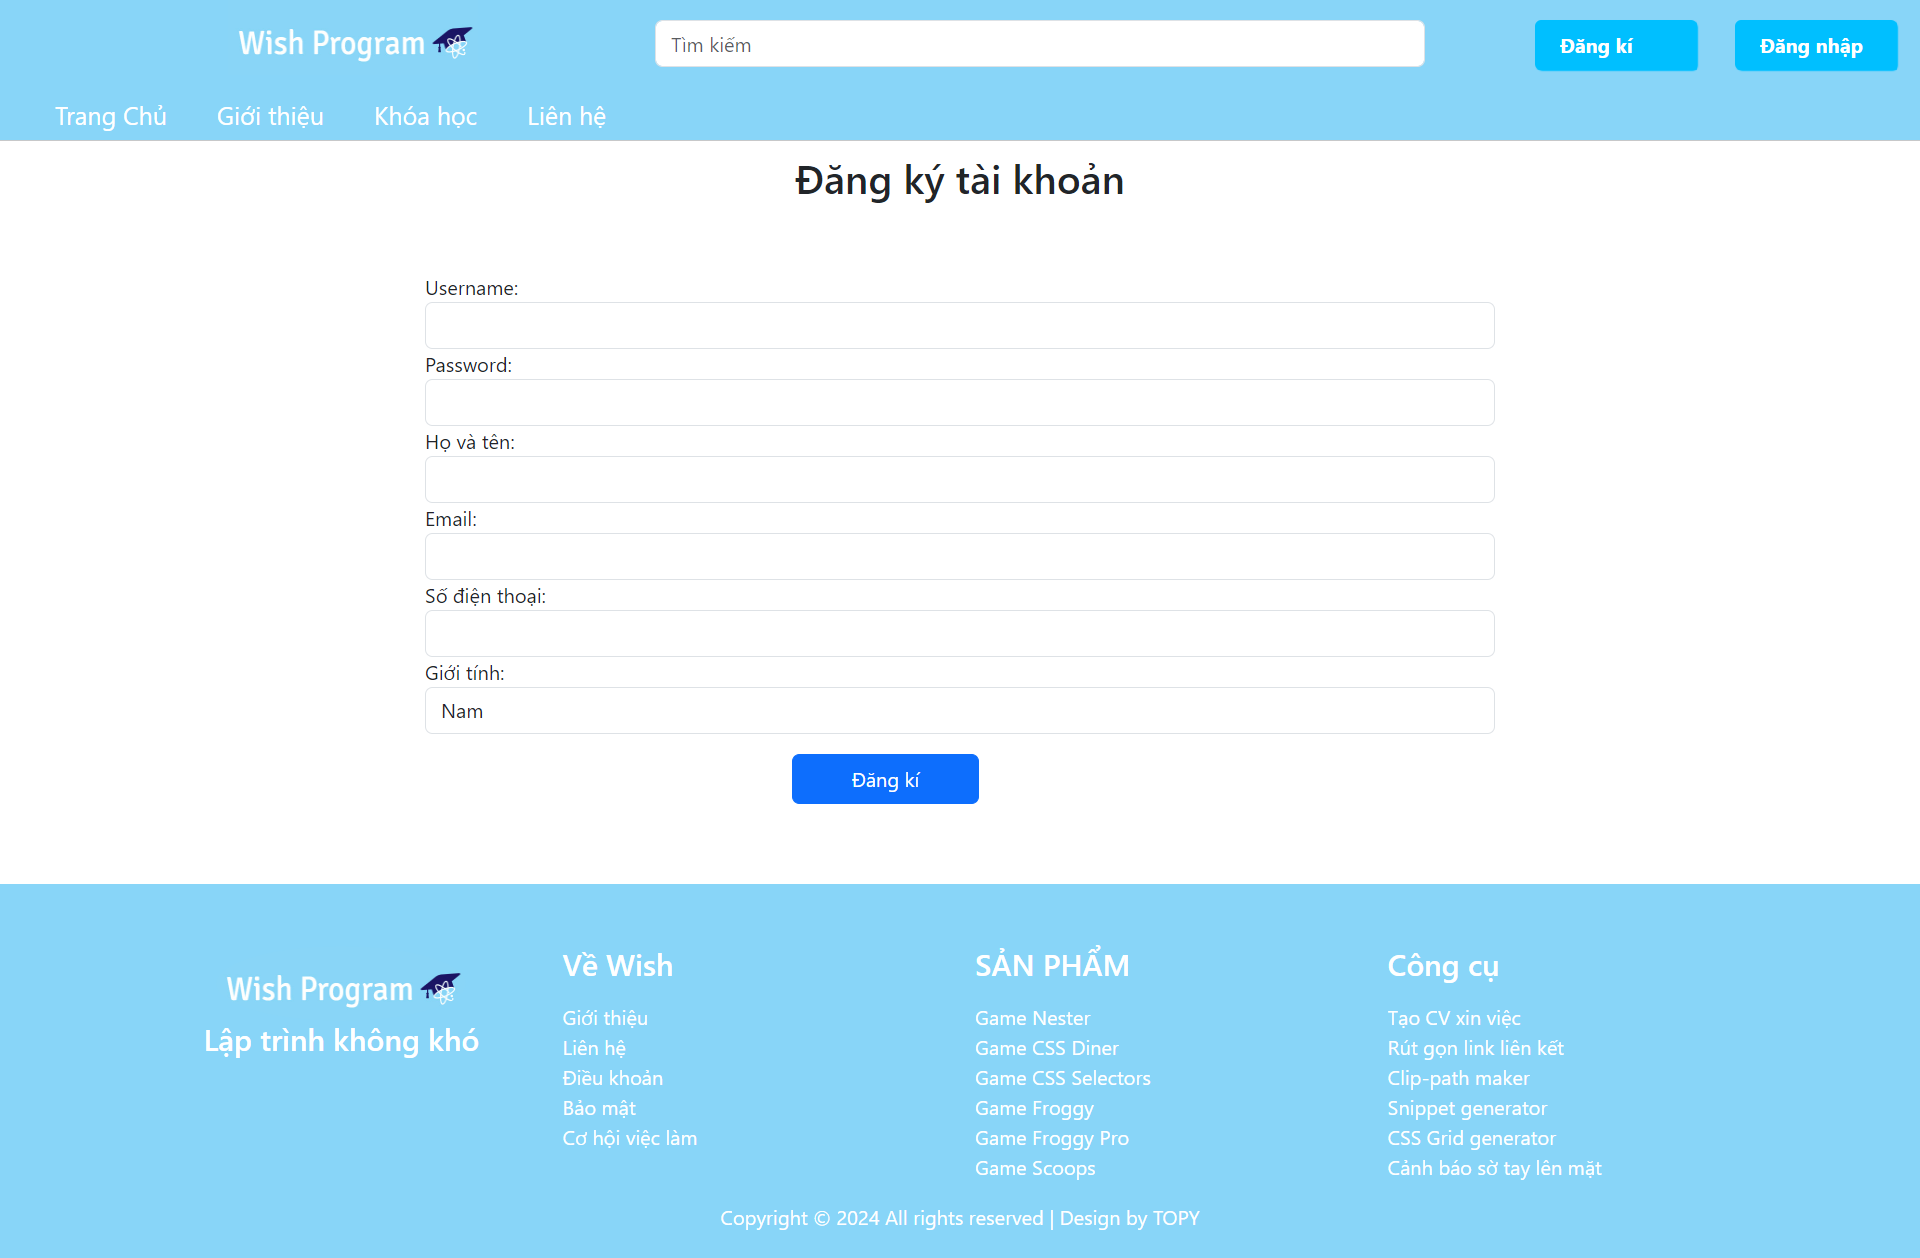 Wish Program
Tìm kiếm
Đăng kí
Đăng nhập
Trang Chủ
Giới thiệu
Khóa học
Liên hệ
Đăng ký tài khoản
Username:
Password:
Họ và tên:
Email:
Số điện thoại:
Giới tính:
Nam
Đăng kí
Wish Program
Lập trình không khó
Về Wish
Giới thiệu
Liên hệ
Điều khoản
Bảo mật
Cơ hội việc làm
SẢN PHẨM
Game Nester
Game CSS Diner
Game CSS Selectors
Game Froggy
Game Froggy Pro
Game Scoops
Công cụ
Tạo CV xin việc
Rút gọn link liên kết
Clip-path maker
Snippet generator
CSS Grid generator
Cảnh báo sờ tay lên mặt
Copyright © 2024 All rights reserved | Design by TOPY